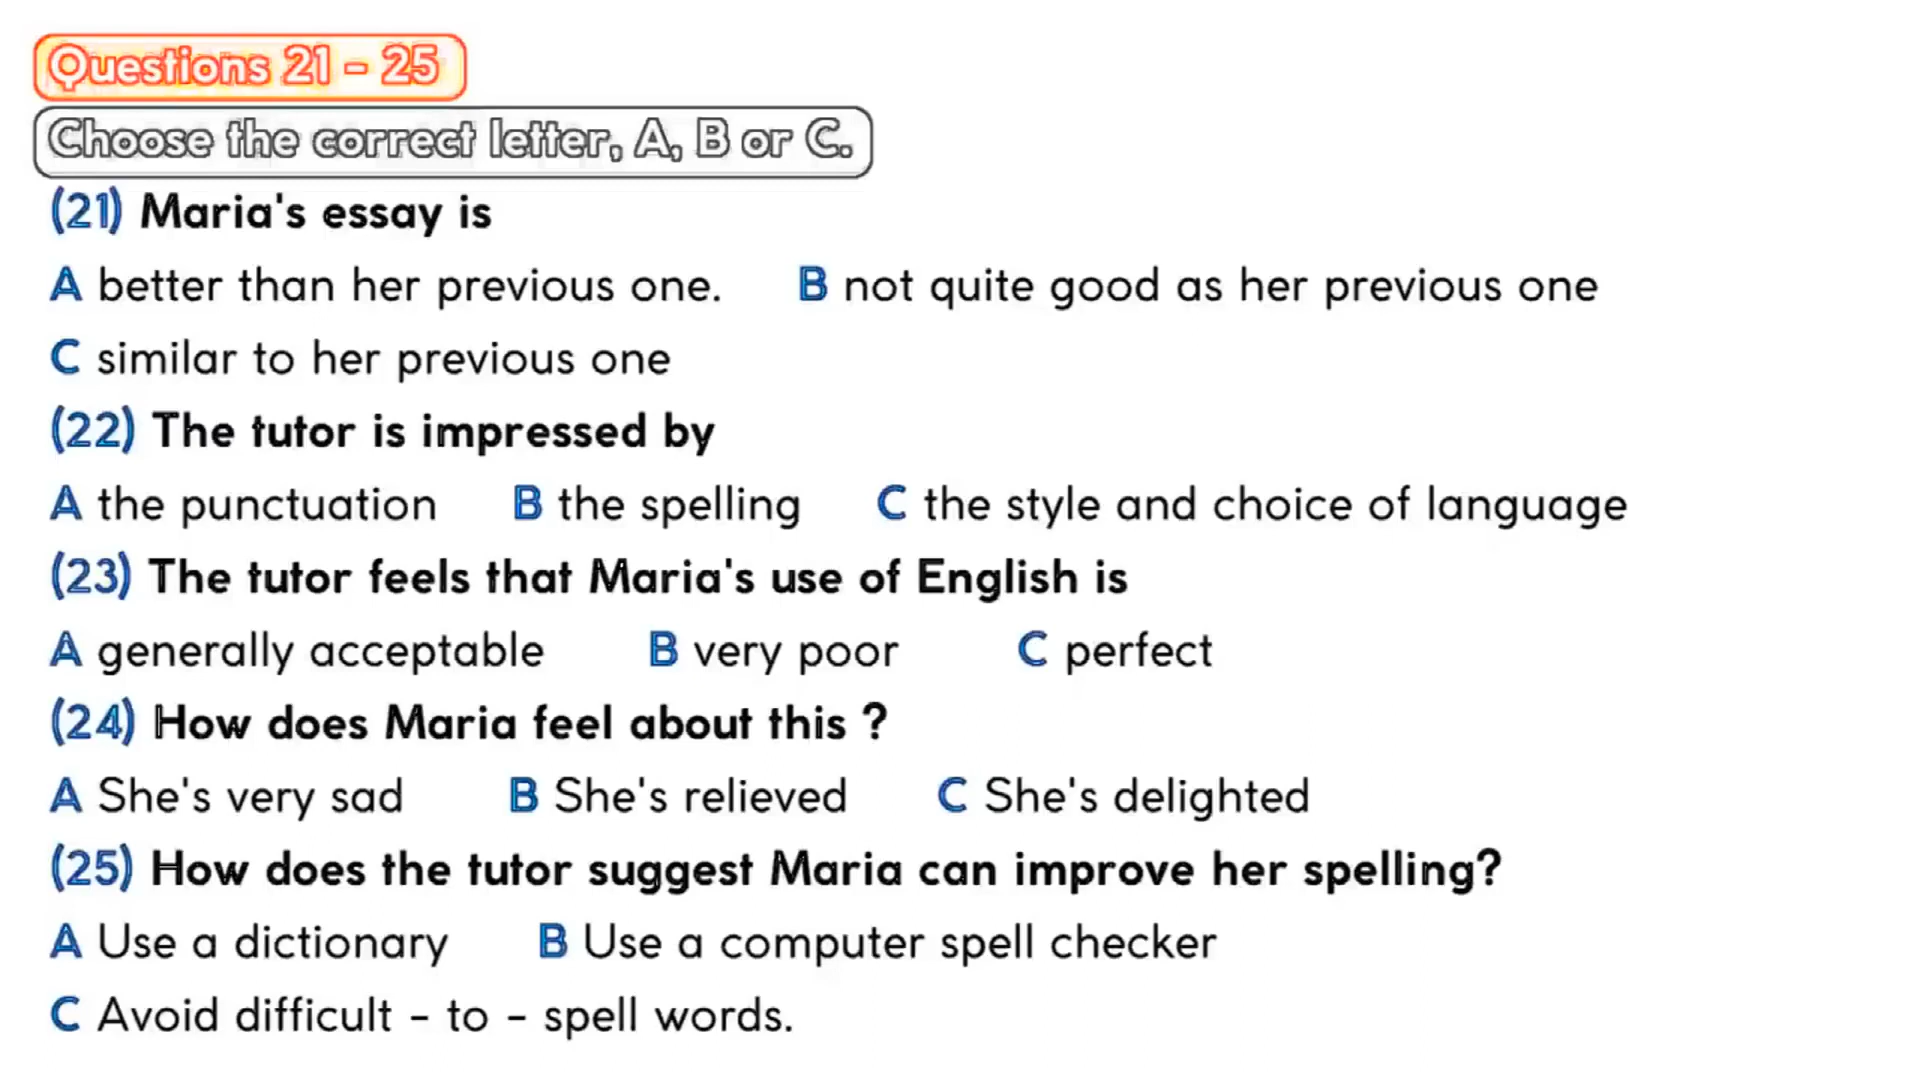 Questions 21 - 25
Choose the correct letter, A, B or C.
(21) Maria's essay is
A better than her previous one. B not quite good as her previous one
C similar to her previous one
(22) The tutor is impressed by
A the punctuation B the spelling C the style and choice of language
(23) The tutor feels that Maria's use of English is
A generally acceptable B very poor C perfect
(24) How does Maria feel about this ?
A She's very sad B She's relieved C She's delighted
(25) How does the tutor suggest Maria can improve her spelling?
A Use a dictionary B Use a computer spell checker
C Avoid difficult - to - spell words.